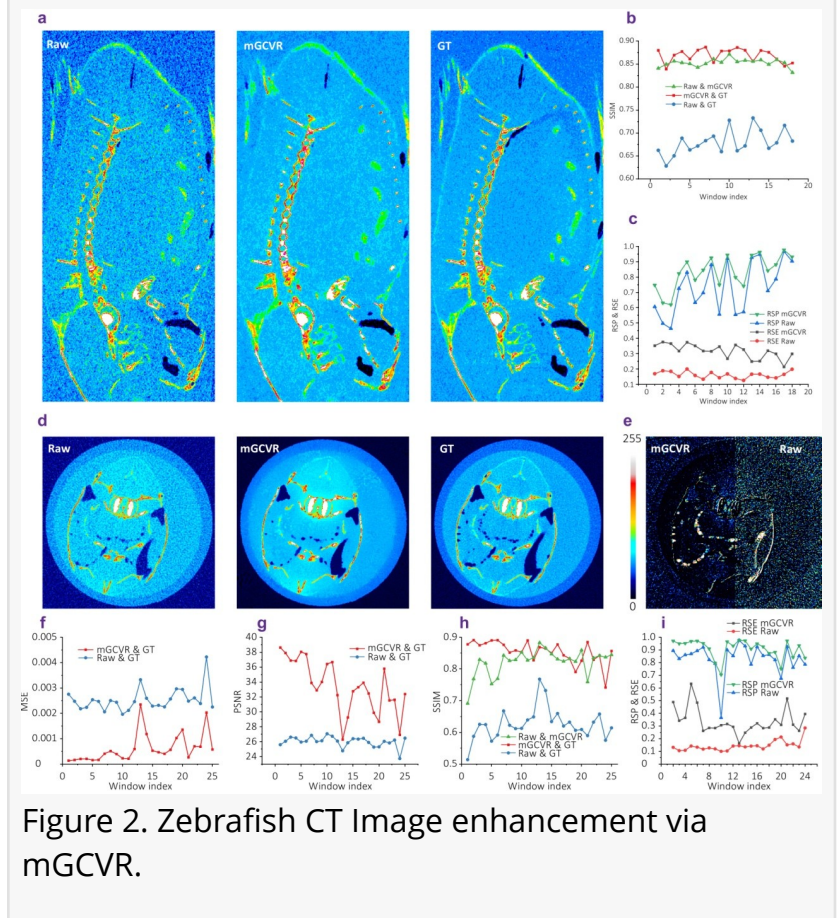 a
Raw
mGCVR
GT
b
0.90
0.85
0.80
0.75
0.70
0.65
0.60
SSIM
Raw & mGCVR
mGCVR & GT
Raw & GT
0 5 10 15 20
Window index
c
1.0
0.9
0.8
0.7
0.6
0.5
0.4
0.3
0.2
0.1
RSP & RSE
RSP mGCVR
RSP Raw
RSE mGCVR
RSE Raw
0 2 4 6 8 10 12 14 16 18 20
Window index
d
Raw
mGCVR
GT
255
0
e
mGCVR Raw
f
0.005
0.004
0.003
0.002
0.001
0
MSE
mGCVR & GT
Raw & GT
0 5 10 15 20 25
Window index
g
40
38
36
34
32
30
28
26
24
PSNR
mGCVR & GT
Raw & GT
0 5 10 15 20 25
Window index
h
0.9
0.8
0.7
0.6
0.5
SSIM
Raw & mGCVR
mGCVR & GT
Raw & GT
0 5 10 15 20 25
Window index
i
RSE mGCVR
RSE Raw
1.0
0.9
0.8
0.7
0.6
0.5
0.4
0.3
0.2
0.1
0
RSP & RSE
RSP mGCVR
RSP Raw
0 4 8 12 16 20 24
Window index
Figure 2. Zebrafish CT Image enhancement via
mGCVR.